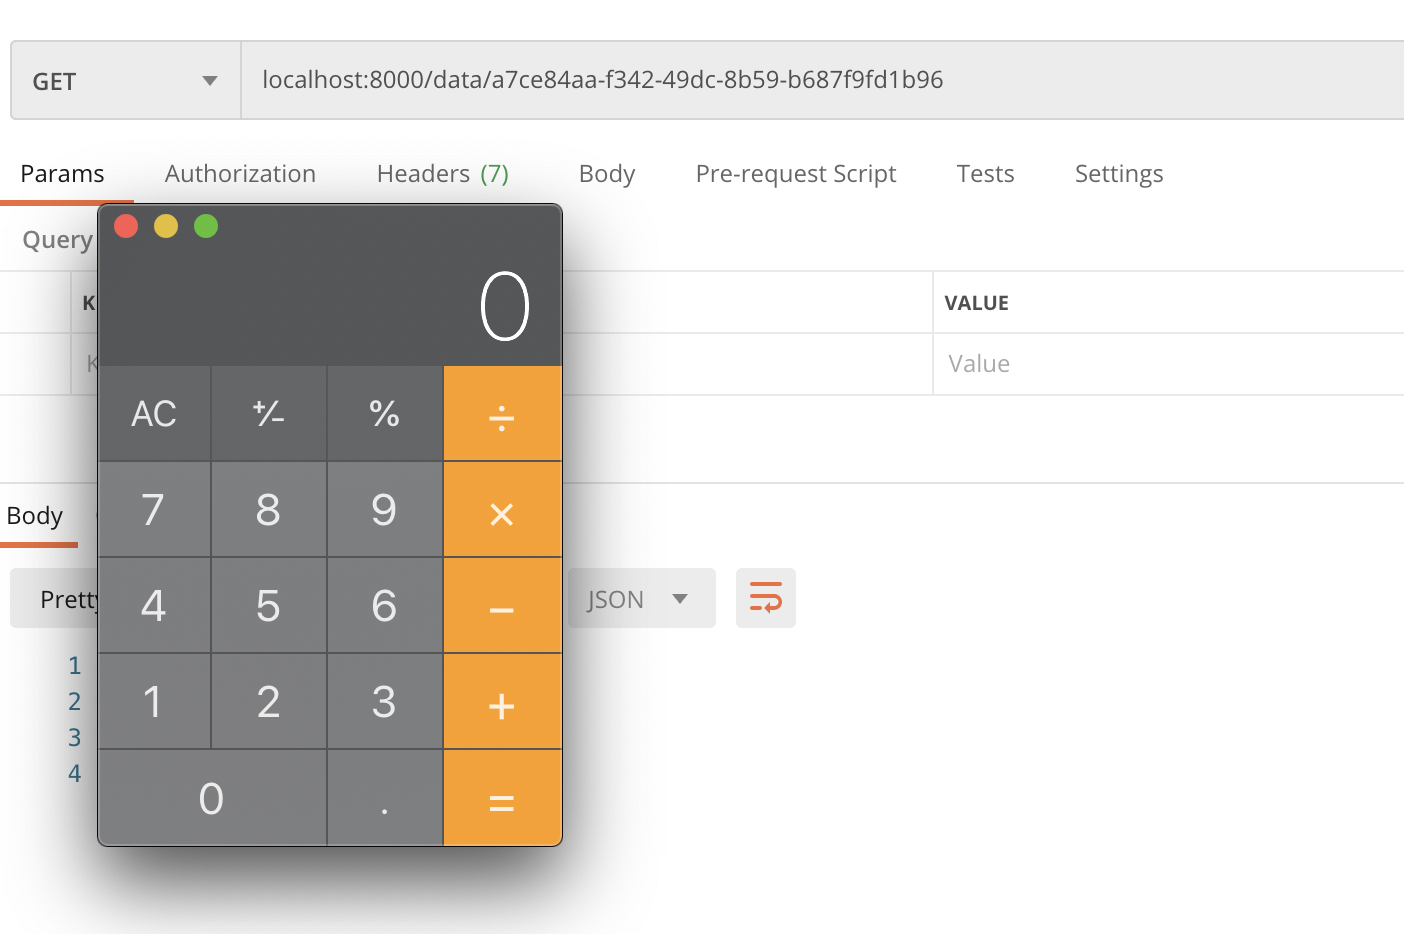 GET localhost:8000/data/a7ce84aa-f342-49dc-8b59-b687f9fd1b96
Params Authorization Headers (7) Body Pre-request Script Tests Settings
Query
VALUE
Value
Body
JSON
1
2
3
4
0
AC +/− % ÷
7 8 9 ×
4 5 6 −
1 2 3 +
0 . =